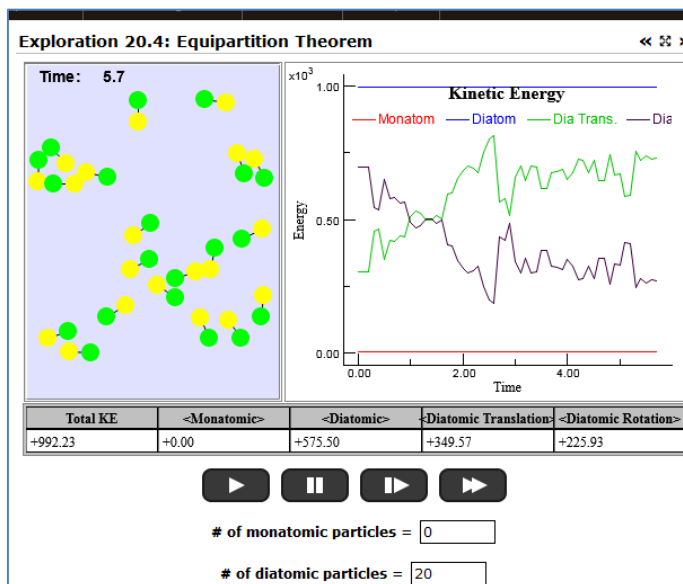 Exploration 20.4: Equipartition Theorem
Time: 5.7
x10³
Kinetic Energy
Monatom Diatom Dia Trans. Dia
1.00
0.50
0.00
Energy
0.00 2.00 4.00
Time
Total KE <Monatomic> <Diatomic> <Diatomic Translation> <Diatomic Rotation>
+992.23 +0.00 +575.50 +349.57 +225.93
# of monatomic particles = 0
# of diatomic particles = 20